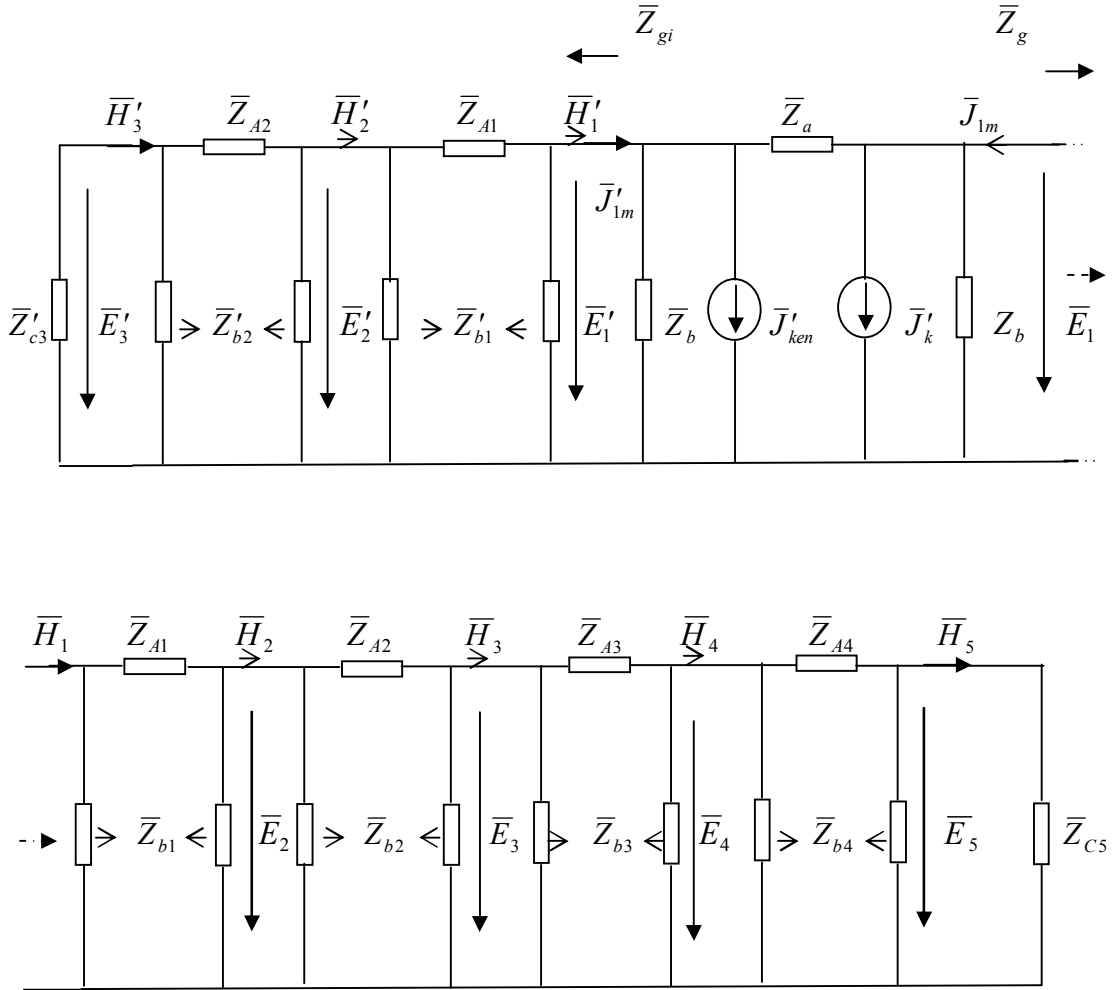 Z̄gi Z̄g
H̄′3 Z̄A2 H̄′2 Z̄A1 H̄′1 Z̄a J̄1m
J̄′1m
Z̄′c3 Ē′3 Z̄′b2 Ē′2 Z̄′b1 Ē′1 Z̄b J̄′ken J̄′k Zb Ē1
H̄1 Z̄A1 H̄2 Z̄A2 H̄3 Z̄A3 H̄4 Z̄A4 H̄5
Z̄b1 Ē2 Z̄b2 Ē3 Z̄b3 Ē4 Z̄b4 Ē5 Z̄C5